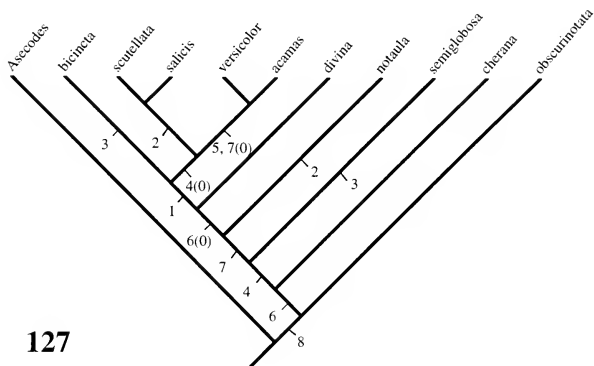 Asecodes
bicincta
scutellata
salicis
versicolor
acamas
divina
notaula
semiglobosa
cherana
obscurinotata
3
2
5, 7(0)
2
3
4(0)
1
6(0)
7
4
6
8
127